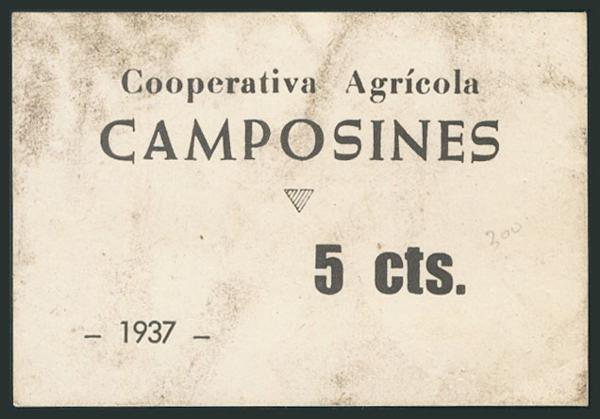 Cooperativa Agrícola
CAMPOSINES
5 cts.
300
- 1937 -